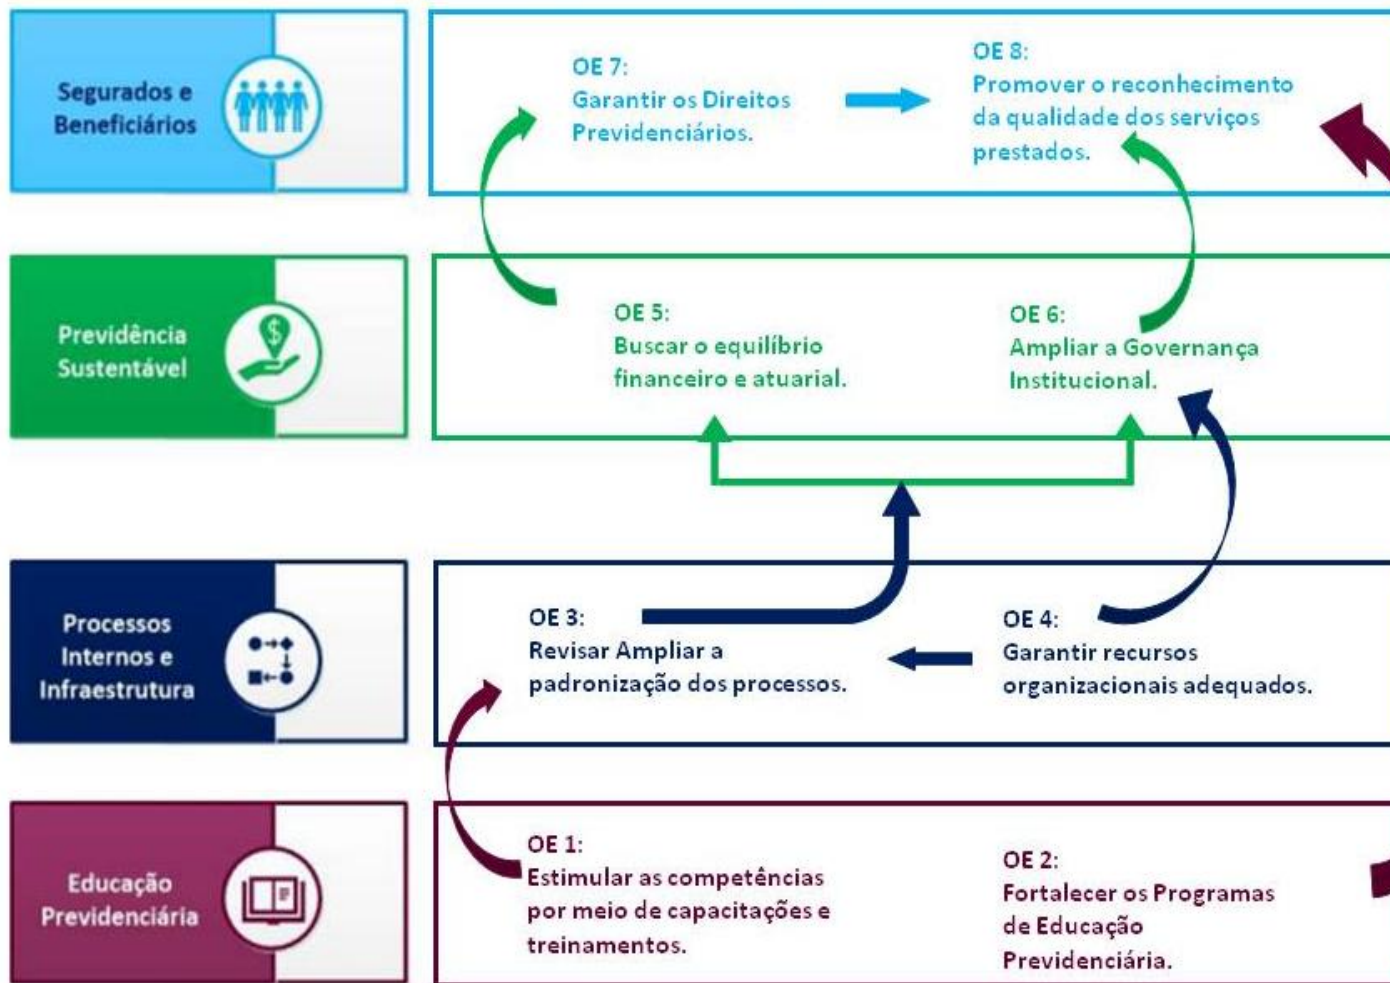 Segurados e
Beneficiários
OE 7:
Garantir os Direitos
Previdenciários.
OE 8:
Promover o reconhecimento
da qualidade dos serviços
prestados.
Previdência
Sustentável
$
OE 5:
Buscar o equilíbrio
financeiro e atuarial.
OE 6:
Ampliar a Governança
Institucional.
Processos
Internos e
Infraestrutura
OE 3:
Revisar Ampliar a
padronização dos processos.
OE 4:
Garantir recursos
organizacionais adequados.
Educação
Previdenciária
OE 1:
Estimular as competências
por meio de capacitações e
treinamentos.
OE 2:
Fortalecer os Programas
de Educação
Previdenciária.